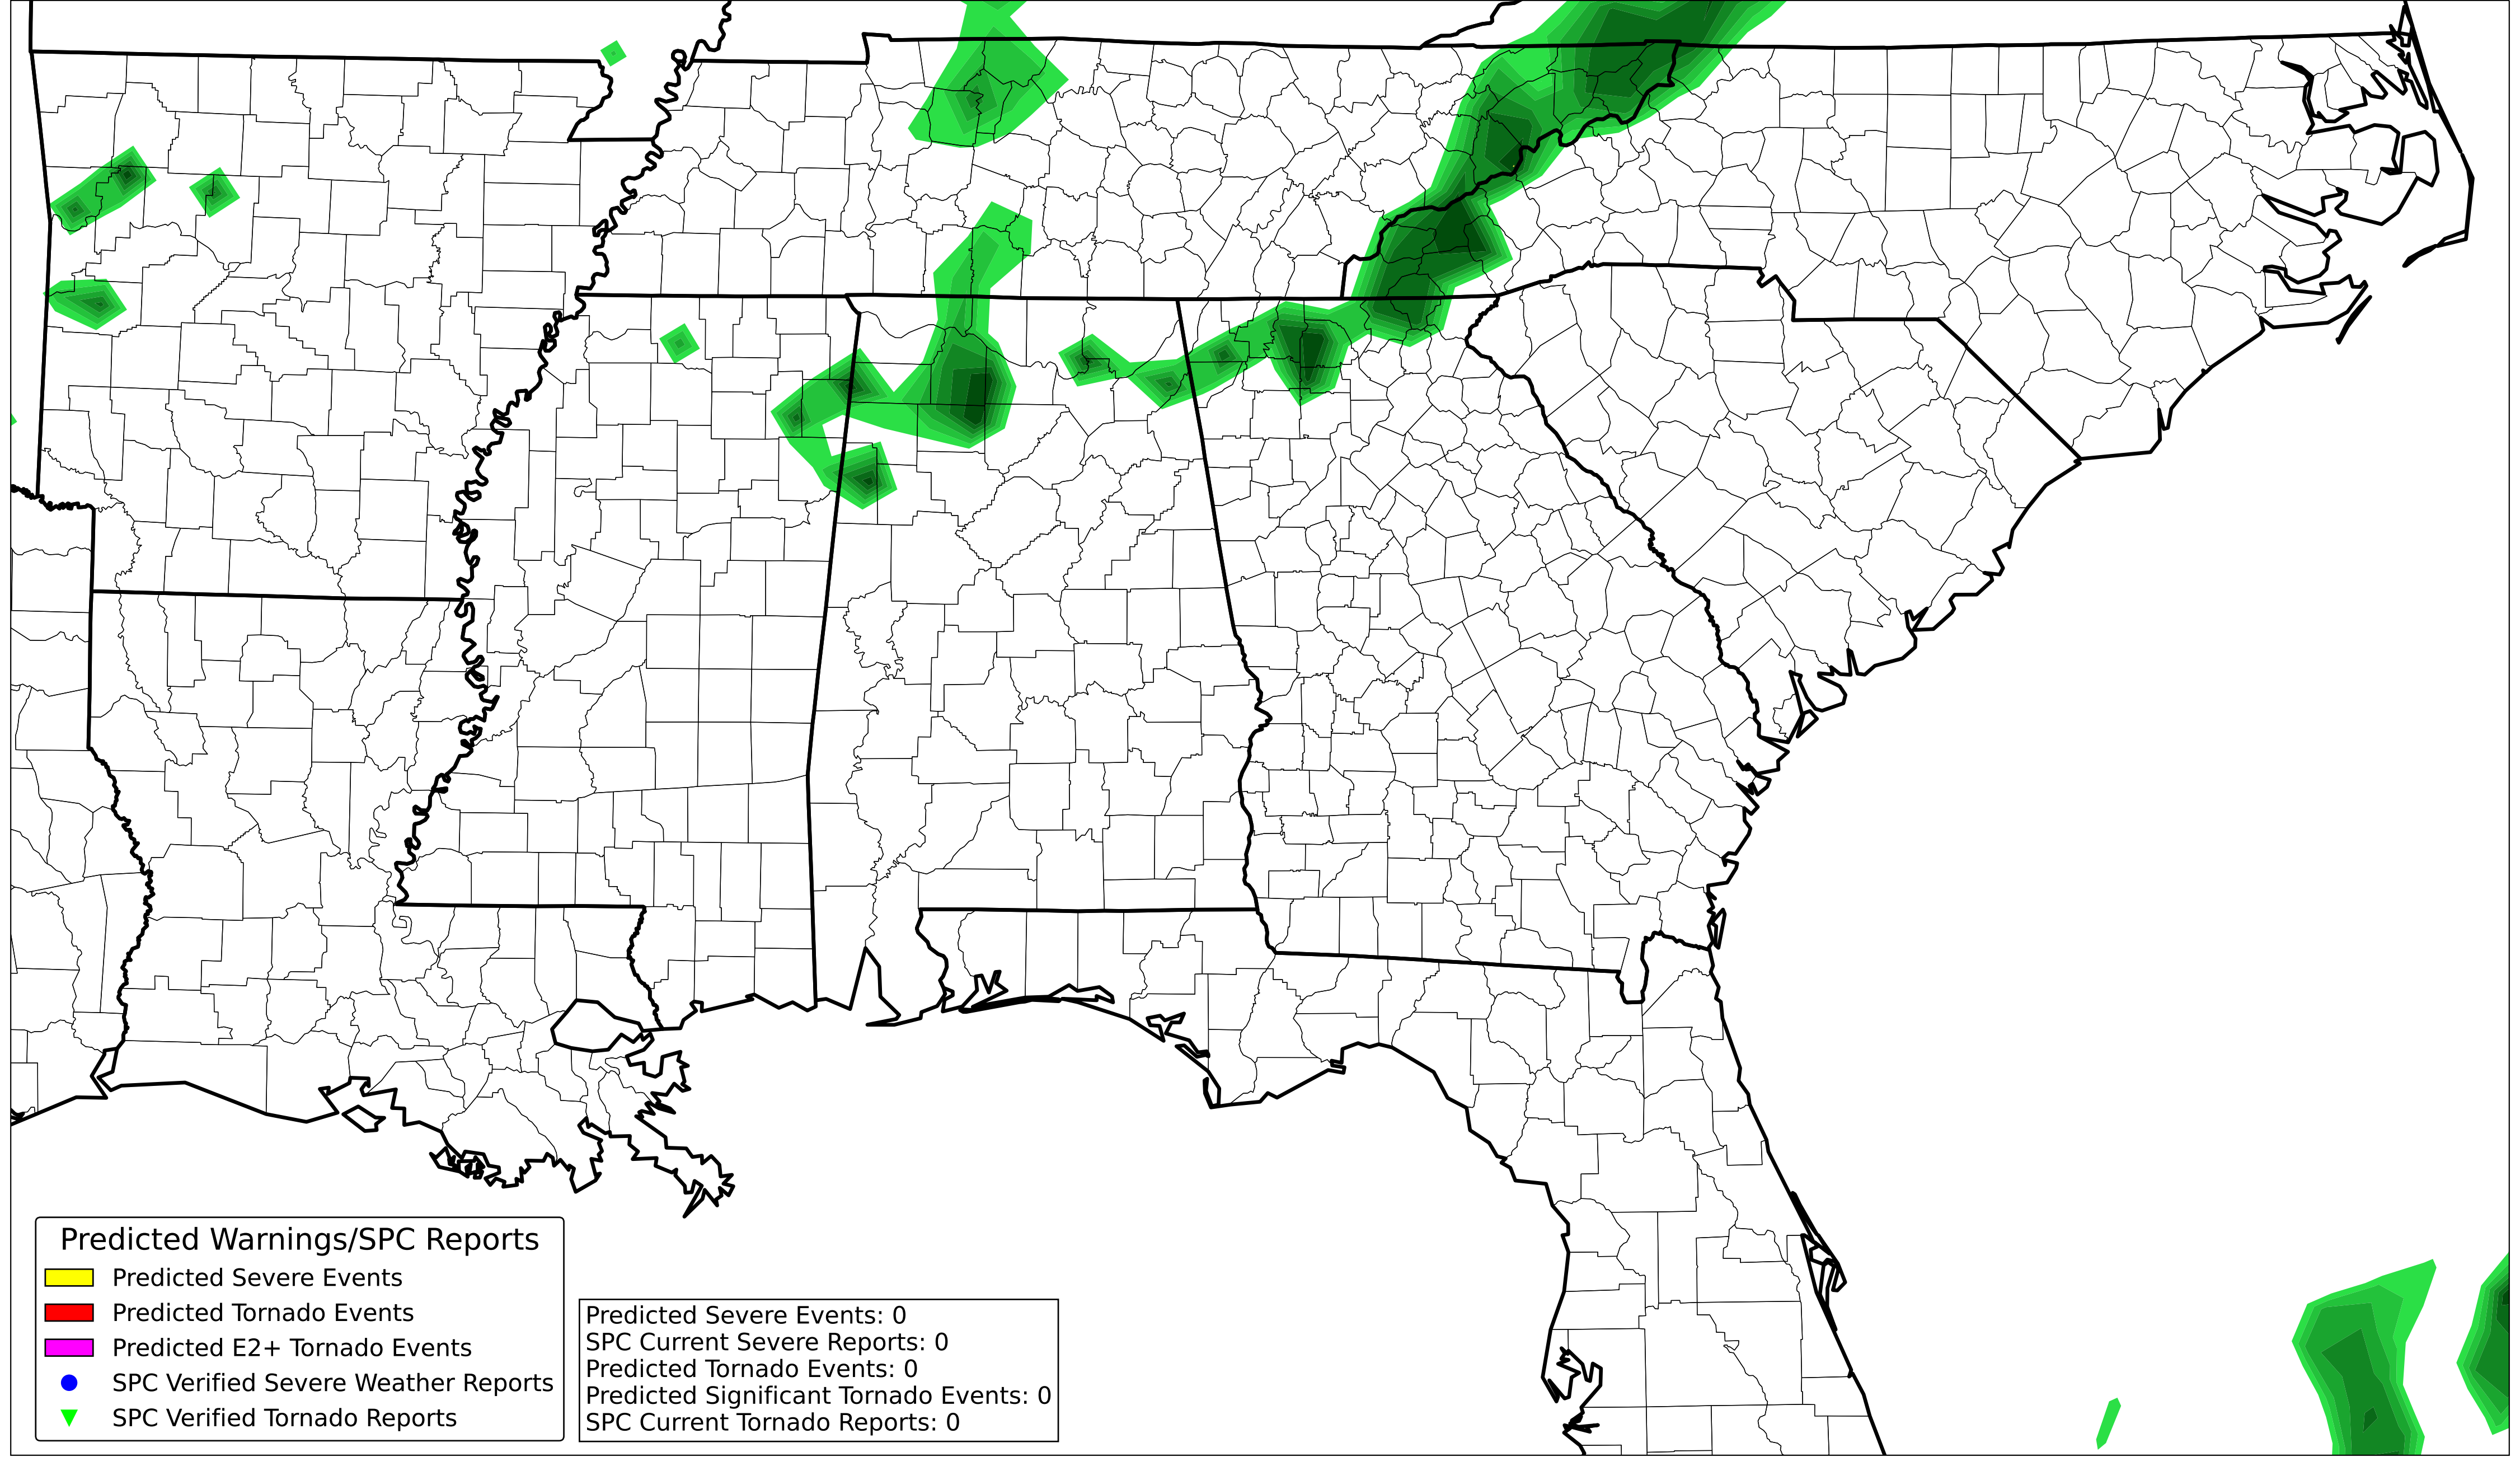 Predicted Warnings/SPC Reports
Predicted Severe Events
Predicted Tornado Events
Predicted E2+ Tornado Events
SPC Verified Severe Weather Reports
SPC Verified Tornado Reports
Predicted Severe Events: 0
SPC Current Severe Reports: 0
Predicted Tornado Events: 0
Predicted Significant Tornado Events: 0
SPC Current Tornado Reports: 0